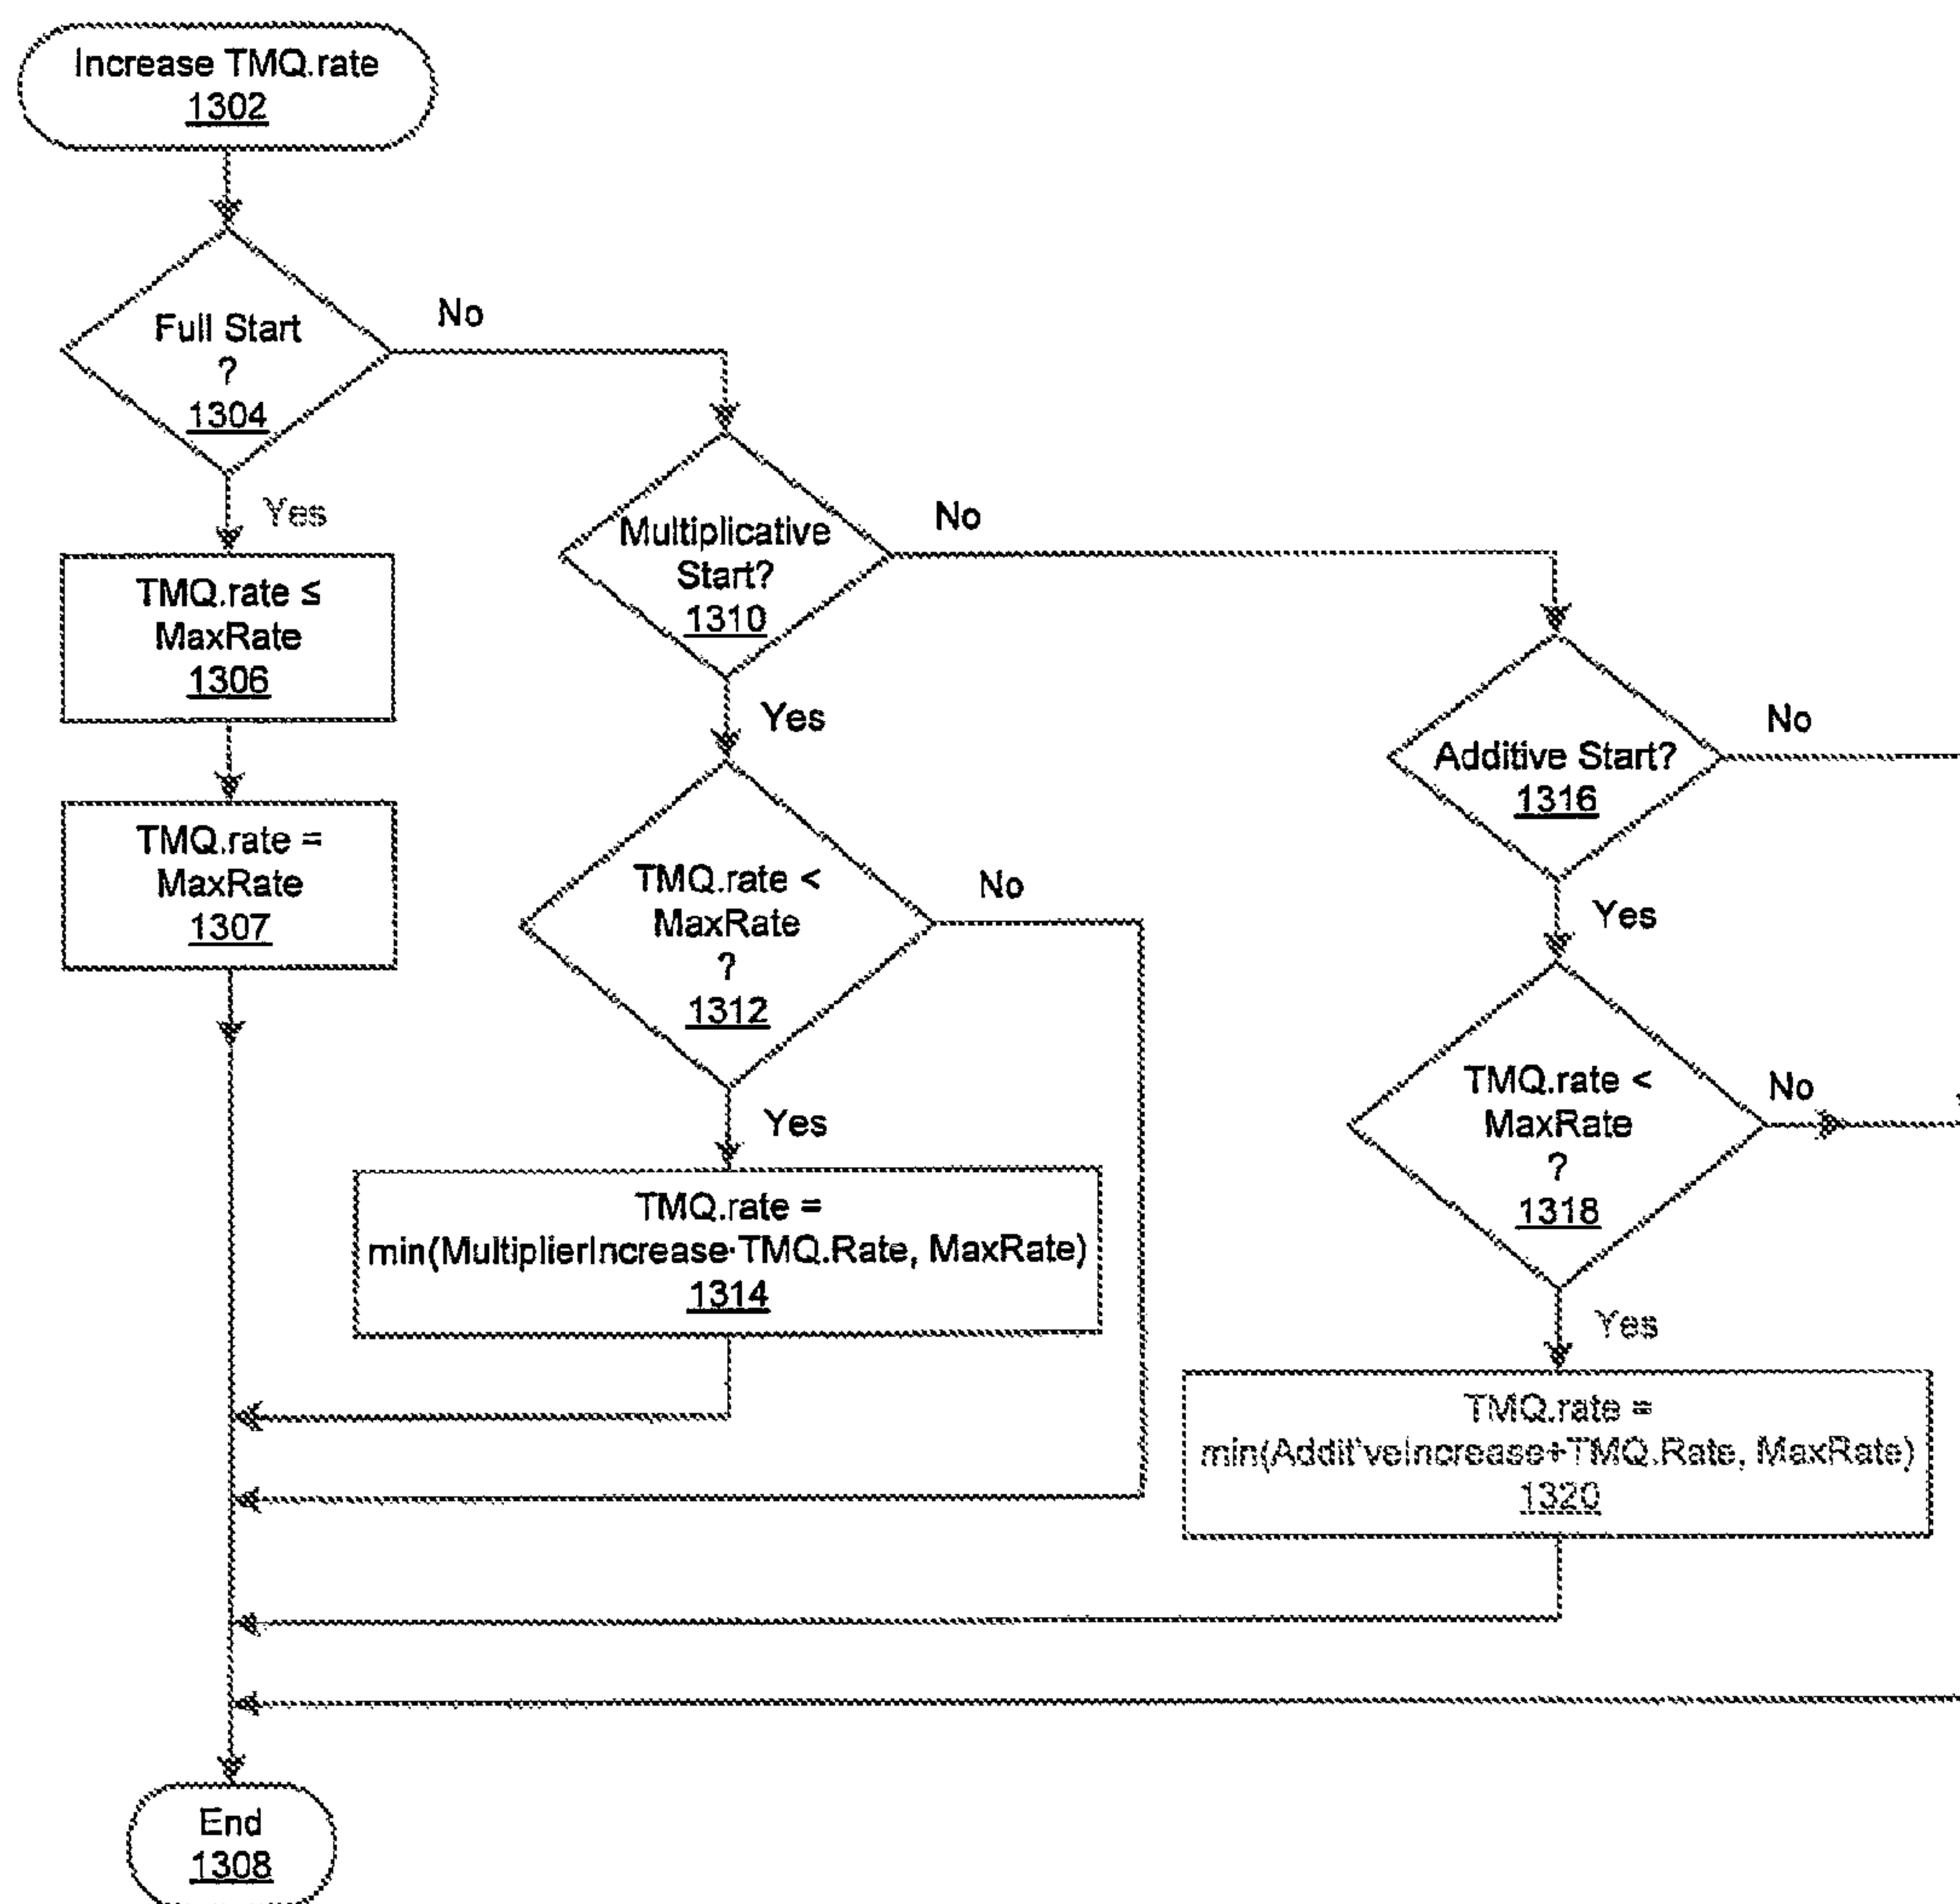 Increase TMQ.rate
1302
Full Start
?
1304
No
Yes
TMQ.rate ≤
MaxRate
1306
TMQ.rate =
MaxRate
1307
Multiplicative
Start?
1310
No
Yes
TMQ.rate <
MaxRate
?
1312
No
Yes
TMQ.rate =
min(MultiplierIncrease·TMQ.Rate, MaxRate)
1314
Additive Start?
1316
No
Yes
TMQ.rate <
MaxRate
?
1318
No
Yes
TMQ.rate =
min(AdditiveIncrease+TMQ.Rate, MaxRate)
1320
End
1308